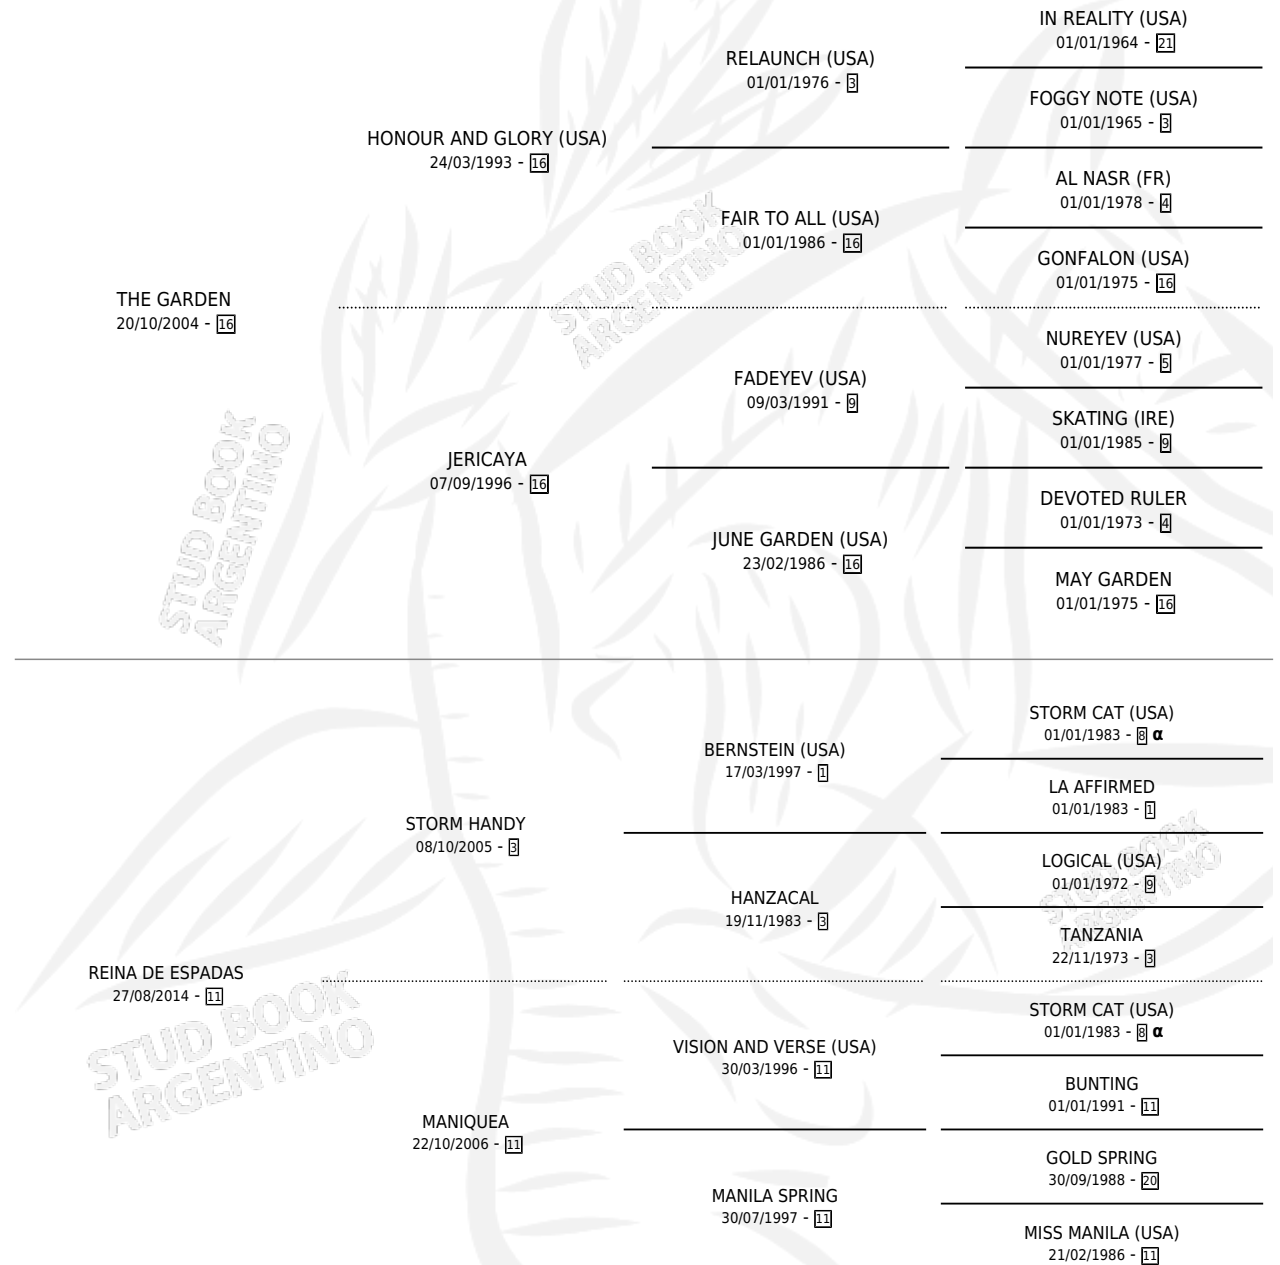 IN REALITY (USA)
01/01/1964 - 21
RELAUNCH (USA)
01/01/1976 - 3
FOGGY NOTE (USA)
01/01/1965 - 3
HONOUR AND GLORY (USA)
24/03/1993 - 16
AL NASR (FR)
01/01/1978 - 4
FAIR TO ALL (USA)
01/01/1986 - 16
GONFALON (USA)
01/01/1975 - 16
THE GARDEN
20/10/2004 - 16
NUREYEV (USA)
01/01/1977 - 5
FADEYEV (USA)
09/03/1991 - 9
SKATING (IRE)
01/01/1985 - 9
JERICAYA
07/09/1996 - 16
DEVOTED RULER
01/01/1973 - 4
JUNE GARDEN (USA)
23/02/1986 - 16
MAY GARDEN
01/01/1975 - 16
STORM CAT (USA)
01/01/1983 - 8 α
BERNSTEIN (USA)
17/03/1997 - 1
LA AFFIRMED
01/01/1983 - 1
STORM HANDY
08/10/2005 - 3
LOGICAL (USA)
01/01/1972 - 9
HANZACAL
19/11/1983 - 3
TANZANIA
22/11/1973 - 3
REINA DE ESPADAS
27/08/2014 - 11
STORM CAT (USA)
01/01/1983 - 8 α
VISION AND VERSE (USA)
30/03/1996 - 11
BUNTING
01/01/1991 - 11
MANIQUEA
22/10/2006 - 11
GOLD SPRING
30/09/1988 - 20
MANILA SPRING
30/07/1997 - 11
MISS MANILA (USA)
21/02/1986 - 11
STUD BOOK
ARGENTINO
STUD BOOK
ARGENTINO
STUD BOOK
ARGENTINO
STUD BOOK
ARGENTINO